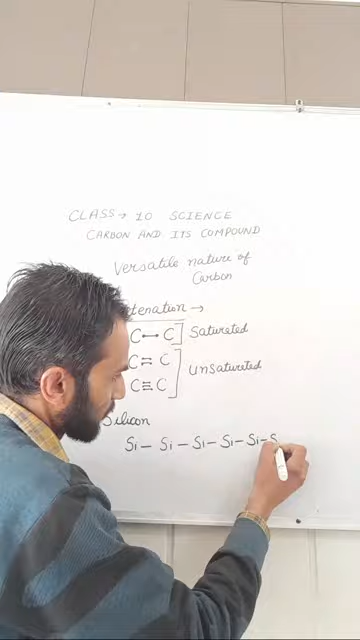 CLASS → 10 SCIENCE
CARBON AND ITS COMPOUND
Versatile nature of
Carbon
tenation →
C — C ] Saturated
C = C
C ≡ C ] Unsaturated
Silicon
Si — Si — Si — Si — Si — S